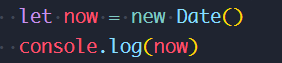 let now = new Date()
console.log(now)